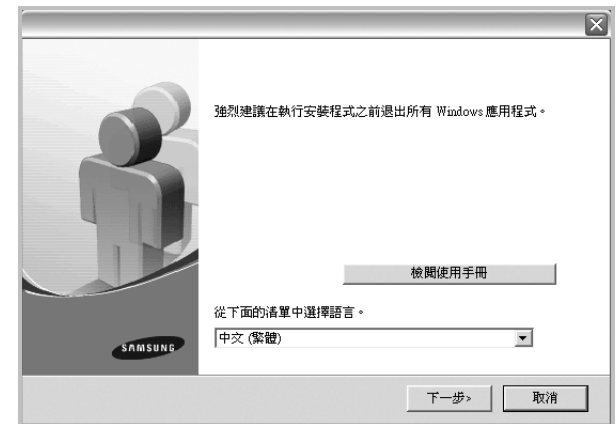 強烈建議在執行安裝程式之前退出所有 Windows 應用程式。
檢閱使用手冊
從下面的清單中選擇語言。
中文 (繁體)
SAMSUNG
下一步>
取消